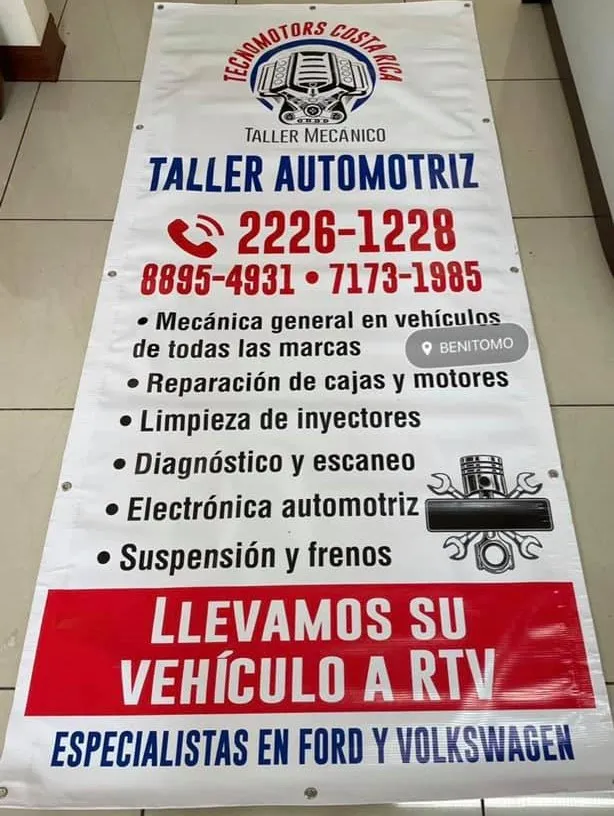 TECNOMOTORS COSTA RICA
TALLER MECÁNICO
TALLER AUTOMOTRIZ
2226-1228
8895-4931 • 7173-1985
• Mecánica general en vehículos
de todas las marcas
BENITOMO
• Reparación de cajas y motores
• Limpieza de inyectores
• Diagnóstico y escaneo
• Electrónica automotriz
• Suspensión y frenos
LLEVAMOS SU
VEHÍCULO A RTV
ESPECIALISTAS EN FORD Y VOLKSWAGEN